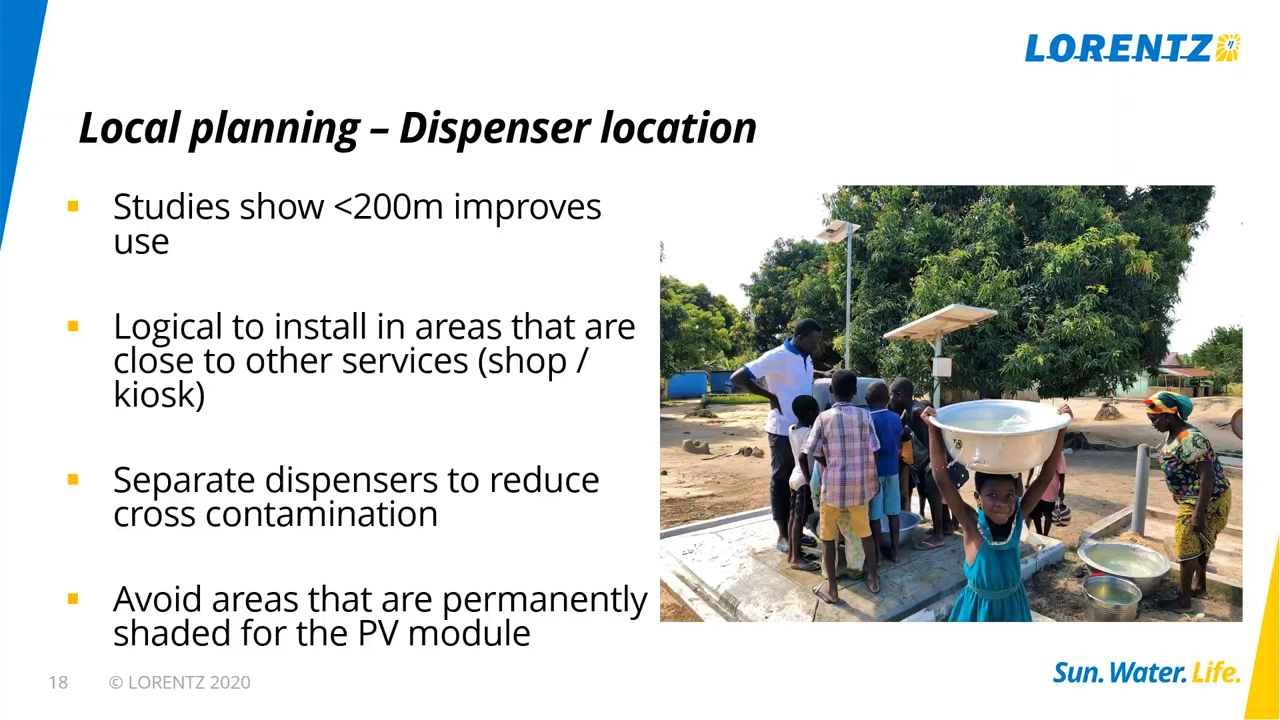 LORENTZ
Local planning – Dispenser location
▪ Studies show <200m improves
use
▪ Logical to install in areas that are
close to other services (shop /
kiosk)
▪ Separate dispensers to reduce
cross contamination
▪ Avoid areas that are permanently
shaded for the PV module
18 © LORENTZ 2020
Sun. Water. Life.